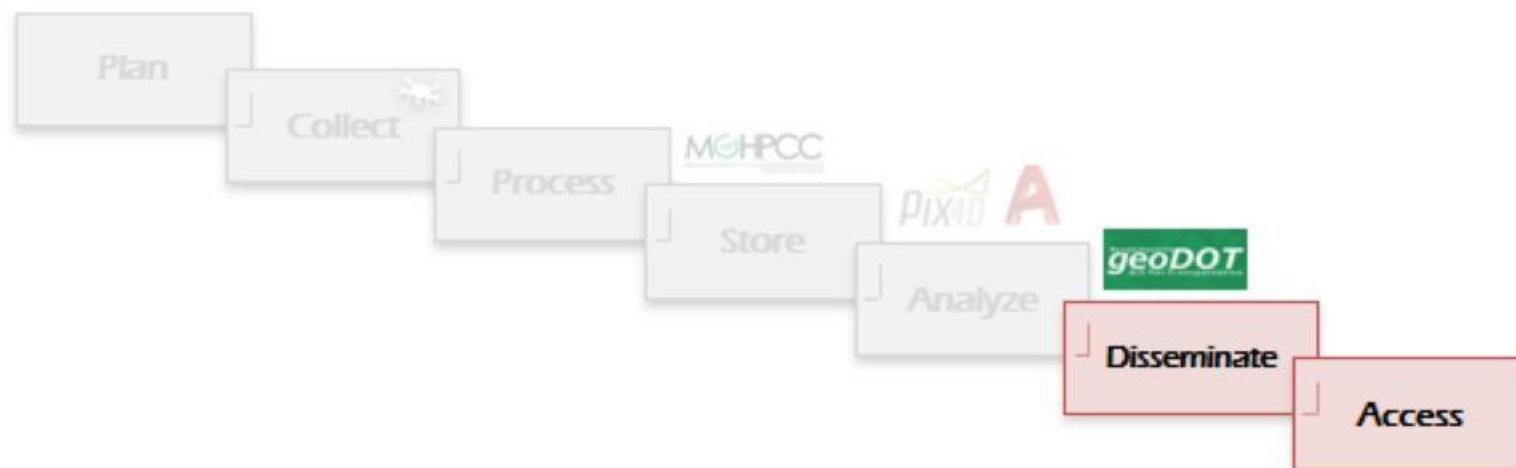 Plan
Collect
Process
MGHPCC
Store
PIX4D
A
Analyze
geoDOT
Disseminate
Access